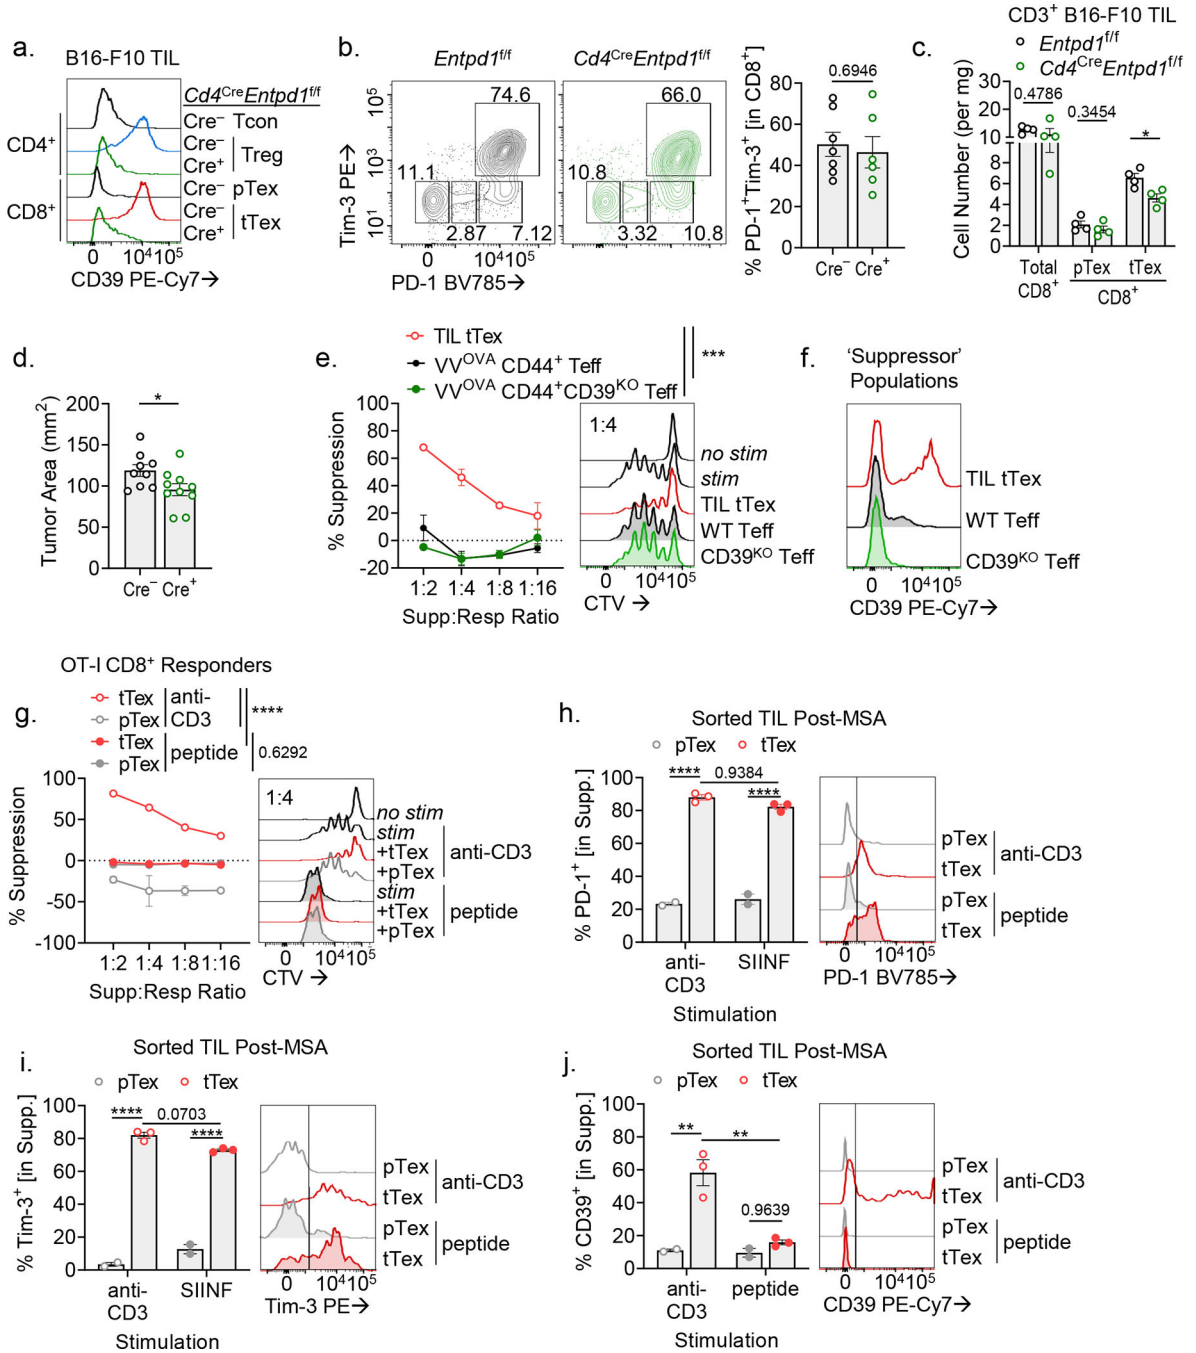 a.
B16-F10 TIL
Cd4CreEntpd1f/f
CD4+
Cre− Tcon
Cre−
Cre+
Treg
CD8+
Cre− pTex
Cre−
Cre+
tTex
0
10⁴10⁵
CD39 PE-Cy7→
b.
Entpd1f/f
Cd4CreEntpd1f/f
10⁵
10³
10¹
Tim-3 PE→
74.6
11.1
2.87
7.12
66.0
10.8
3.32
10.8
0
10⁴10⁵
0
10⁴10⁵
PD-1 BV785→
% PD-1+Tim-3+ [in CD8+]
80
60
40
20
0
0.6946
Cre−
Cre+
c.
CD3+ B16-F10 TIL
Entpd1f/f
Cd4CreEntpd1f/f
Cell Number (per mg)
30
20
10
8
6
4
2
0
0.4786
0.3454
*
Total
CD8+
pTex
tTex
CD8+
d.
Tumor Area (mm²)
200
150
100
50
0
*
Cre−
Cre+
e.
TIL tTex
VVOVA CD44+ Teff
VVOVA CD44+CD39KO Teff
***
% Suppression
100
80
60
40
20
0
-20
1:2
1:4
1:8
1:16
Supp:Resp Ratio
1:4
no stim
stim
TIL tTex
WT Teff
CD39KO Teff
0
10⁴10⁵
CTV →
f.
'Suppressor'
Populations
TIL tTex
WT Teff
CD39KO Teff
0
10⁴10⁵
CD39 PE-Cy7→
OT-I CD8+ Responders
g.
tTex
pTex
anti-
CD3
tTex
pTex
peptide
****
0.6292
% Suppression
100
50
0
-50
-100
1:2
1:4
1:8
1:16
Supp:Resp Ratio
1:4
no stim
stim
+tTex
+pTex
anti-CD3
stim
+tTex
+pTex
peptide
0
10⁴10⁵
CTV →
h.
Sorted TIL Post-MSA
pTex
tTex
% PD-1+ [in Supp.]
100
80
60
40
20
0
****
0.9384
****
anti-
CD3
SIINF
Stimulation
pTex
tTex
anti-CD3
pTex
tTex
peptide
0
10⁴10⁵
PD-1 BV785→
i.
Sorted TIL Post-MSA
pTex
tTex
% Tim-3+ [in Supp.]
100
80
60
40
20
0
****
0.0703
****
anti-
CD3
SIINF
Stimulation
pTex
tTex
anti-CD3
pTex
tTex
peptide
0
10⁴10⁵
Tim-3 PE→
j.
Sorted TIL Post-MSA
pTex
tTex
% CD39+ [in Supp.]
100
80
60
40
20
0
**
**
0.9639
anti-
CD3
peptide
Stimulation
pTex
tTex
anti-CD3
pTex
tTex
peptide
0
10⁴10⁵
CD39 PE-Cy7→